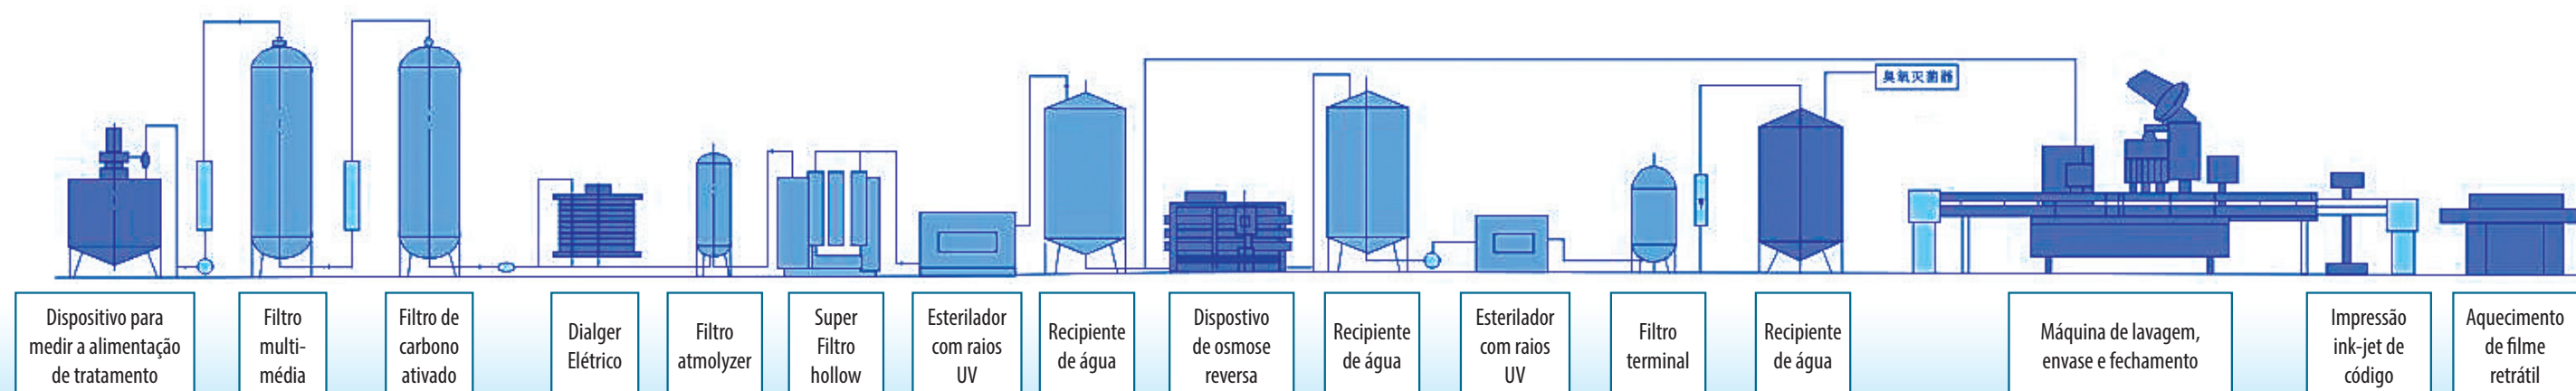 臭氧灭菌器
Dispositivo para
medir a alimentação
de tratamento
Filtro
multi-
média
Filtro de
carbono
ativado
Dialger
Elétrico
Filtro
atmolyzer
Super
Filtro
hollow
Esterilador
com raios
UV
Recipiente
de água
Dispostivo
de osmose
reversa
Recipiente
de água
Esterilador
com raios
UV
Filtro
terminal
Recipiente
de água
Máquina de lavagem,
envase e fechamento
Impressão
ink-jet de
código
Aquecimento
de filme
retrátil